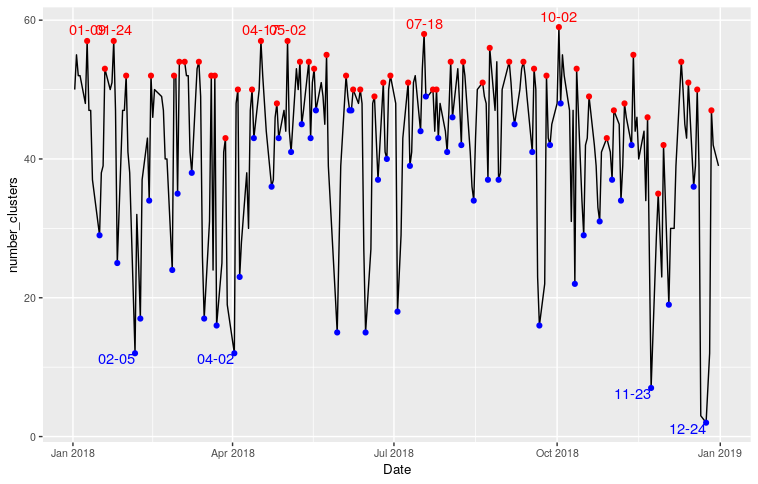 60
10-02
07-18
01-09
01-24
04-17
05-02
40
20
02-05
04-02
11-23
12-24
0
number_clusters
Jan 2018
Apr 2018
Jul 2018
Oct 2018
Jan 2019
Date